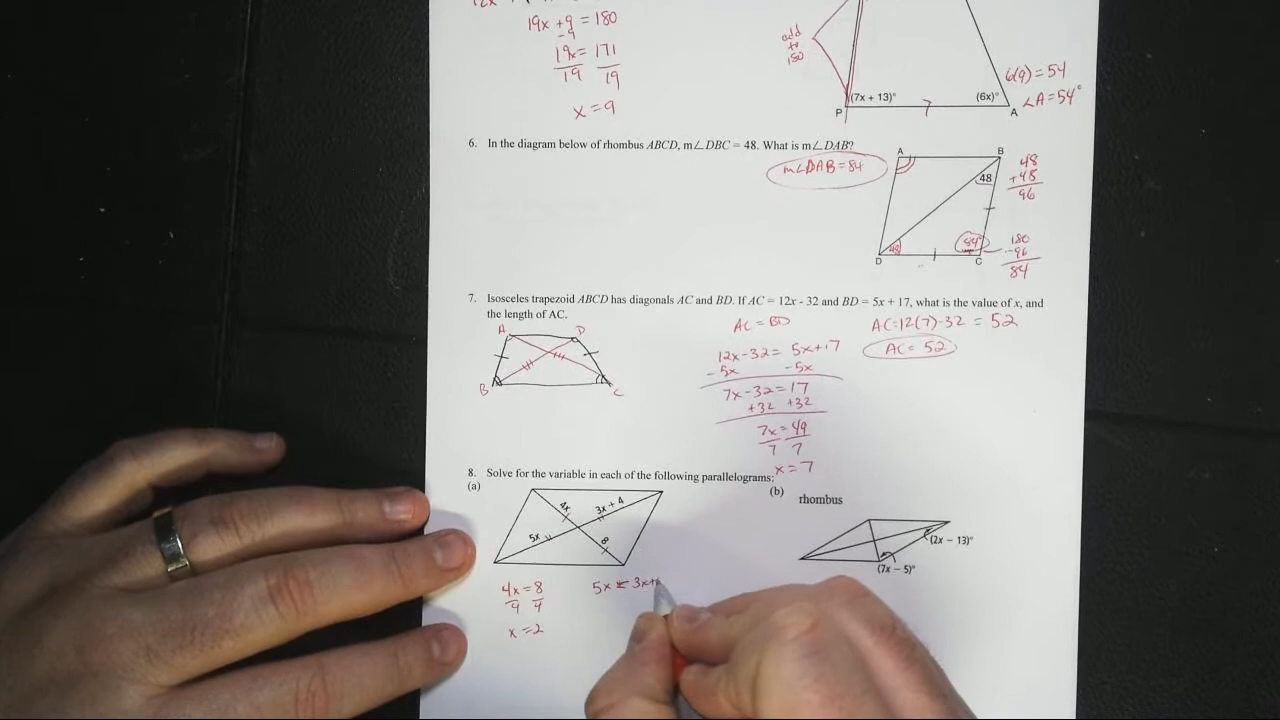 19x + 9 = 180
-9
19x = 171
19 19
x = 9
add
to
180
(7x + 13)°
(6x)°
P
A
6(9) = 54
∠A = 54°
6. In the diagram below of rhombus ABCD, m∠DBC = 48. What is m∠DAB?
m∠DAB = 84
A
B
48
D
48
84°
C
48
+48
96
180
-96
84
7. Isosceles trapezoid ABCD has diagonals AC and BD. If AC = 12x - 32 and BD = 5x + 17, what is the value of x, and
the length of AC.
A
D
B
C
AC = BD
12x - 32 = 5x + 17
-5x -5x
7x - 32 = 17
+32 +32
7x = 49
7 7
x = 7
AC = 12(7) - 32 = 52
AC = 52
8. Solve for the variable in each of the following parallelograms:
(a)
4x
3x + 4
5x
8
4x = 8
4 4
x = 2
5x = 3x +
(b)
rhombus
(2x − 13)°
(7x − 5)°